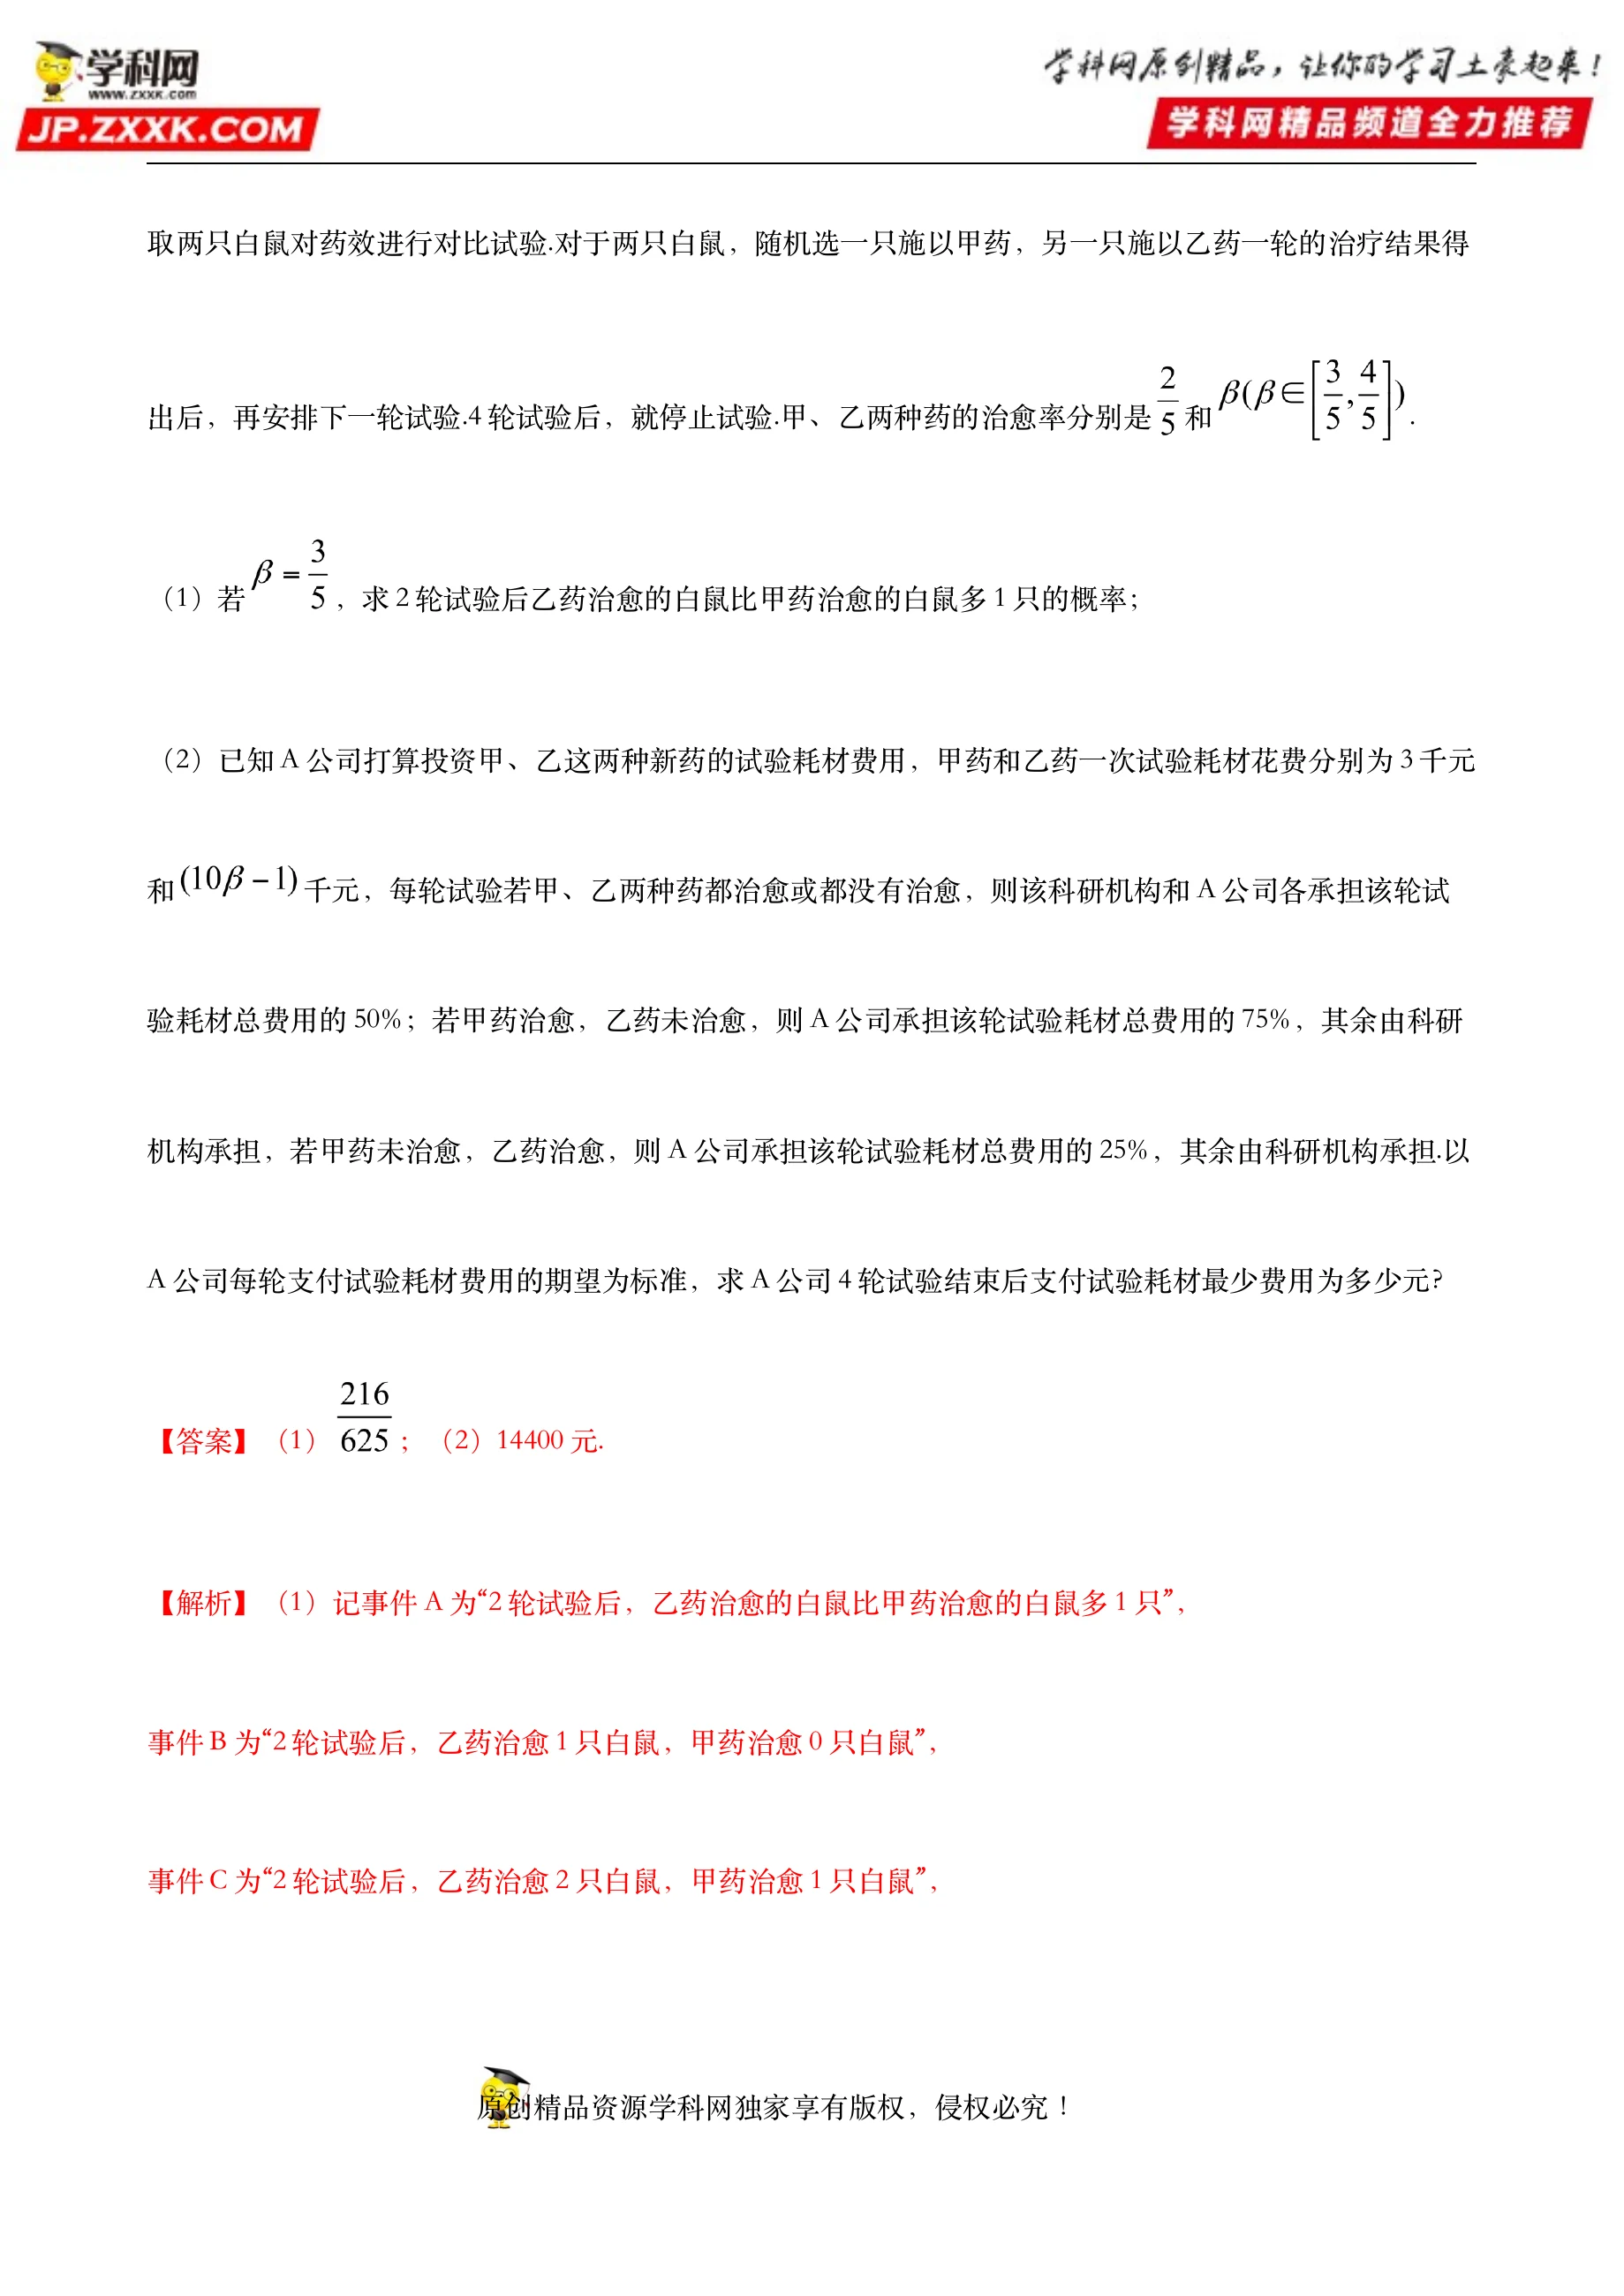 学科网
www.zxxk.com
JP.ZXXK.COM
学科网原创精品，让你的学习土豪起来！
学科网精品频道全力推荐
取两只白鼠对药效进行对比试验.对于两只白鼠，随机选一只施以甲药，另一只施以乙药一轮的治疗结果得
出后，再安排下一轮试验.4 轮试验后，就停止试验.甲、乙两种药的治愈率分别是 2/5 和 β(β∈[3/5,4/5]).
（1）若 β = 3/5，求 2 轮试验后乙药治愈的白鼠比甲药治愈的白鼠多 1 只的概率；
（2）已知 A 公司打算投资甲、乙这两种新药的试验耗材费用，甲药和乙药一次试验耗材花费分别为 3 千元
和 (10β－1) 千元，每轮试验若甲、乙两种药都治愈或都没有治愈，则该科研机构和 A 公司各承担该轮试
验耗材总费用的 50%；若甲药治愈，乙药未治愈，则 A 公司承担该轮试验耗材总费用的 75%，其余由科研
机构承担，若甲药未治愈，乙药治愈，则 A 公司承担该轮试验耗材总费用的 25%，其余由科研机构承担.以
A 公司每轮支付试验耗材费用的期望为标准，求 A 公司 4 轮试验结束后支付试验耗材最少费用为多少元?
【答案】（1） 216/625；（2）14400 元.
【解析】（1）记事件 A 为“2 轮试验后，乙药治愈的白鼠比甲药治愈的白鼠多 1 只”，
事件 B 为“2 轮试验后，乙药治愈 1 只白鼠，甲药治愈 0 只白鼠”，
事件 C 为“2 轮试验后，乙药治愈 2 只白鼠，甲药治愈 1 只白鼠”，
原创精品资源学科网独家享有版权，侵权必究！